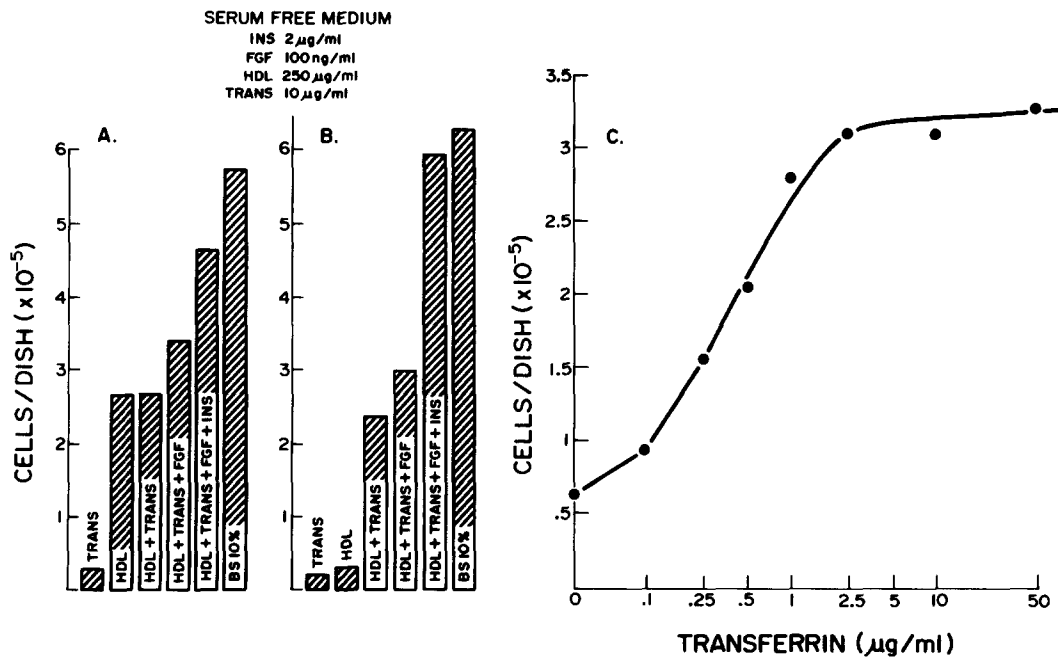 SERUM FREE MEDIUM
INS 2µg/ml
FGF 100ng/ml
HDL 250µg/ml
TRANS 10µg/ml
A.
CELLS/DISH (x10⁻⁵)
6
5
4
3
2
1
TRANS
HDL
HDL + TRANS
HDL + TRANS + FGF
HDL + TRANS + FGF + INS
BS 10%
B.
6
5
4
3
2
1
TRANS
HDL
HDL + TRANS
HDL + TRANS + FGF
HDL + TRANS + FGF + INS
BS 10%
C.
CELLS/DISH (x10⁻⁵)
3.5
3
2.5
2
1.5
1
.5
0
.1
.25
.5
1
2.5
5
10
50
TRANSFERRIN (µg/ml)